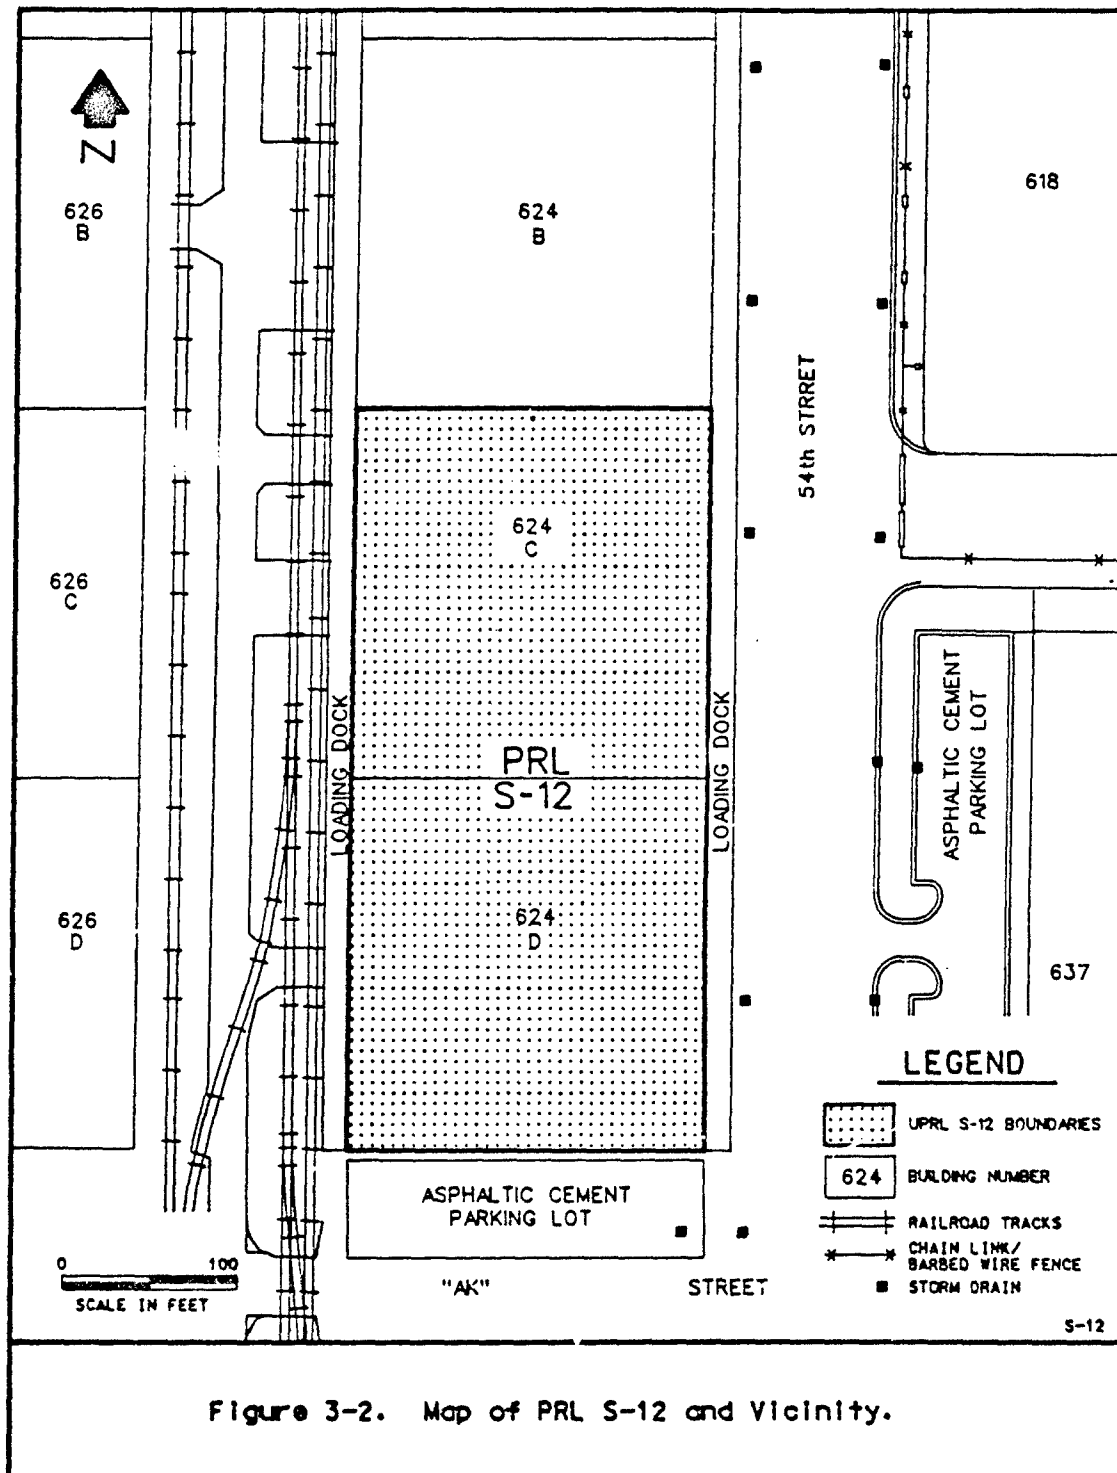 N
626
B
624
B
618
54th STRRET
624
C
626
C
LOADING DOCK
PRL
S-12
LOADING DOCK
ASPHALTIC CEMENT
PARKING LOT
626
D
624
D
637
LEGEND
UPRL S-12 BOUNDARIES
624 BUILDING NUMBER
RAILROAD TRACKS
CHAIN LINK/
BARBED WIRE FENCE
STORM DRAIN
ASPHALTIC CEMENT
PARKING LOT
0 100
SCALE IN FEET
"AK" STREET
S-12
Figure 3-2. Map of PRL S-12 and Vicinity.